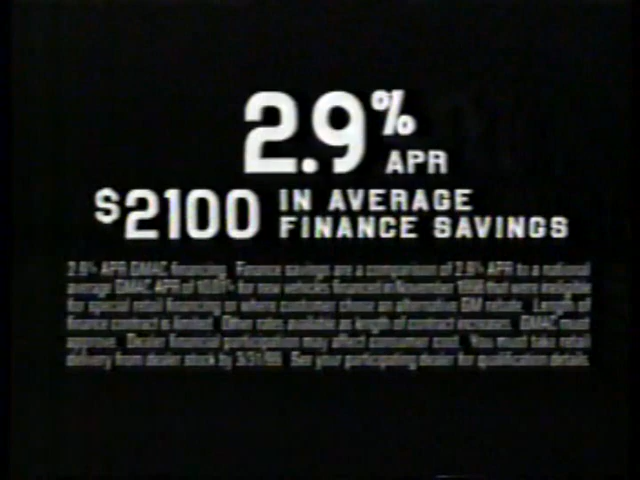 2.9%
APR
$2100 IN AVERAGE
FINANCE SAVINGS
2.9% APR GMAC financing. Finance savings are a comparison of 2.9% APR to a national
average GMAC APR of for new vehicles financed in November 1998 that were ineligible
for special retail financing or where customer chose an alternative GM rebate. Length of
finance contract is limited. Other rates available as length of contract increases. GMAC must
approve. Dealer financial participation may affect consumer cost. You must take retail
delivery from dealer stock by 3/31/99. See your participating dealer for qualification details.